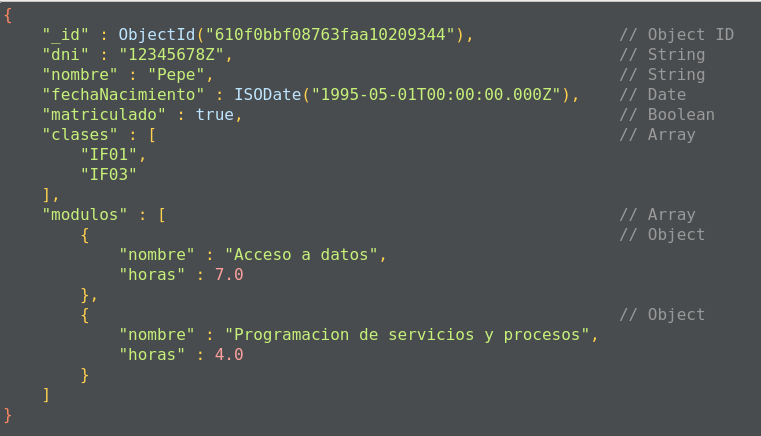 {
    "_id" : ObjectId("610f0bbf08763faa10209344"),               // Object ID
    "dni" : "12345678Z",                                        // String
    "nombre" : "Pepe",                                          // String
    "fechaNacimiento" : ISODate("1995-05-01T00:00:00.000Z"),    // Date
    "matriculado" : true,                                       // Boolean
    "clases" : [                                                // Array
        "IF01",
        "IF03"
    ],
    "modulos" : [                                               // Array
        {                                                       // Object
            "nombre" : "Acceso a datos",
            "horas" : 7.0
        },
        {                                                       // Object
            "nombre" : "Programacion de servicios y procesos",
            "horas" : 4.0
        }
    ]
}